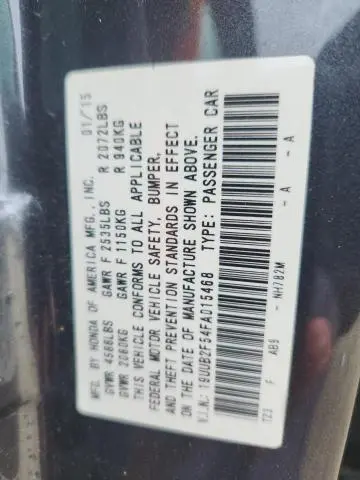 MFD. BY HONDA OF AMERICA MFG., INC. 01/15
GVWR 4586LBS GAWR F 2535LBS R 2072LBS
GVWR 2080KG GAWR F 1150KG R 940KG
THIS VEHICLE CONFORMS TO ALL APPLICABLE
FEDERAL MOTOR VEHICLE SAFETY, BUMPER,
AND THEFT PREVENTION STANDARDS IN EFFECT
ON THE DATE OF MANUFACTURE SHOWN ABOVE.
V.I.N.: 19UUB2F54FA015468 TYPE: PASSENGER CAR
TZ3 F AB9 NH782M - A - A